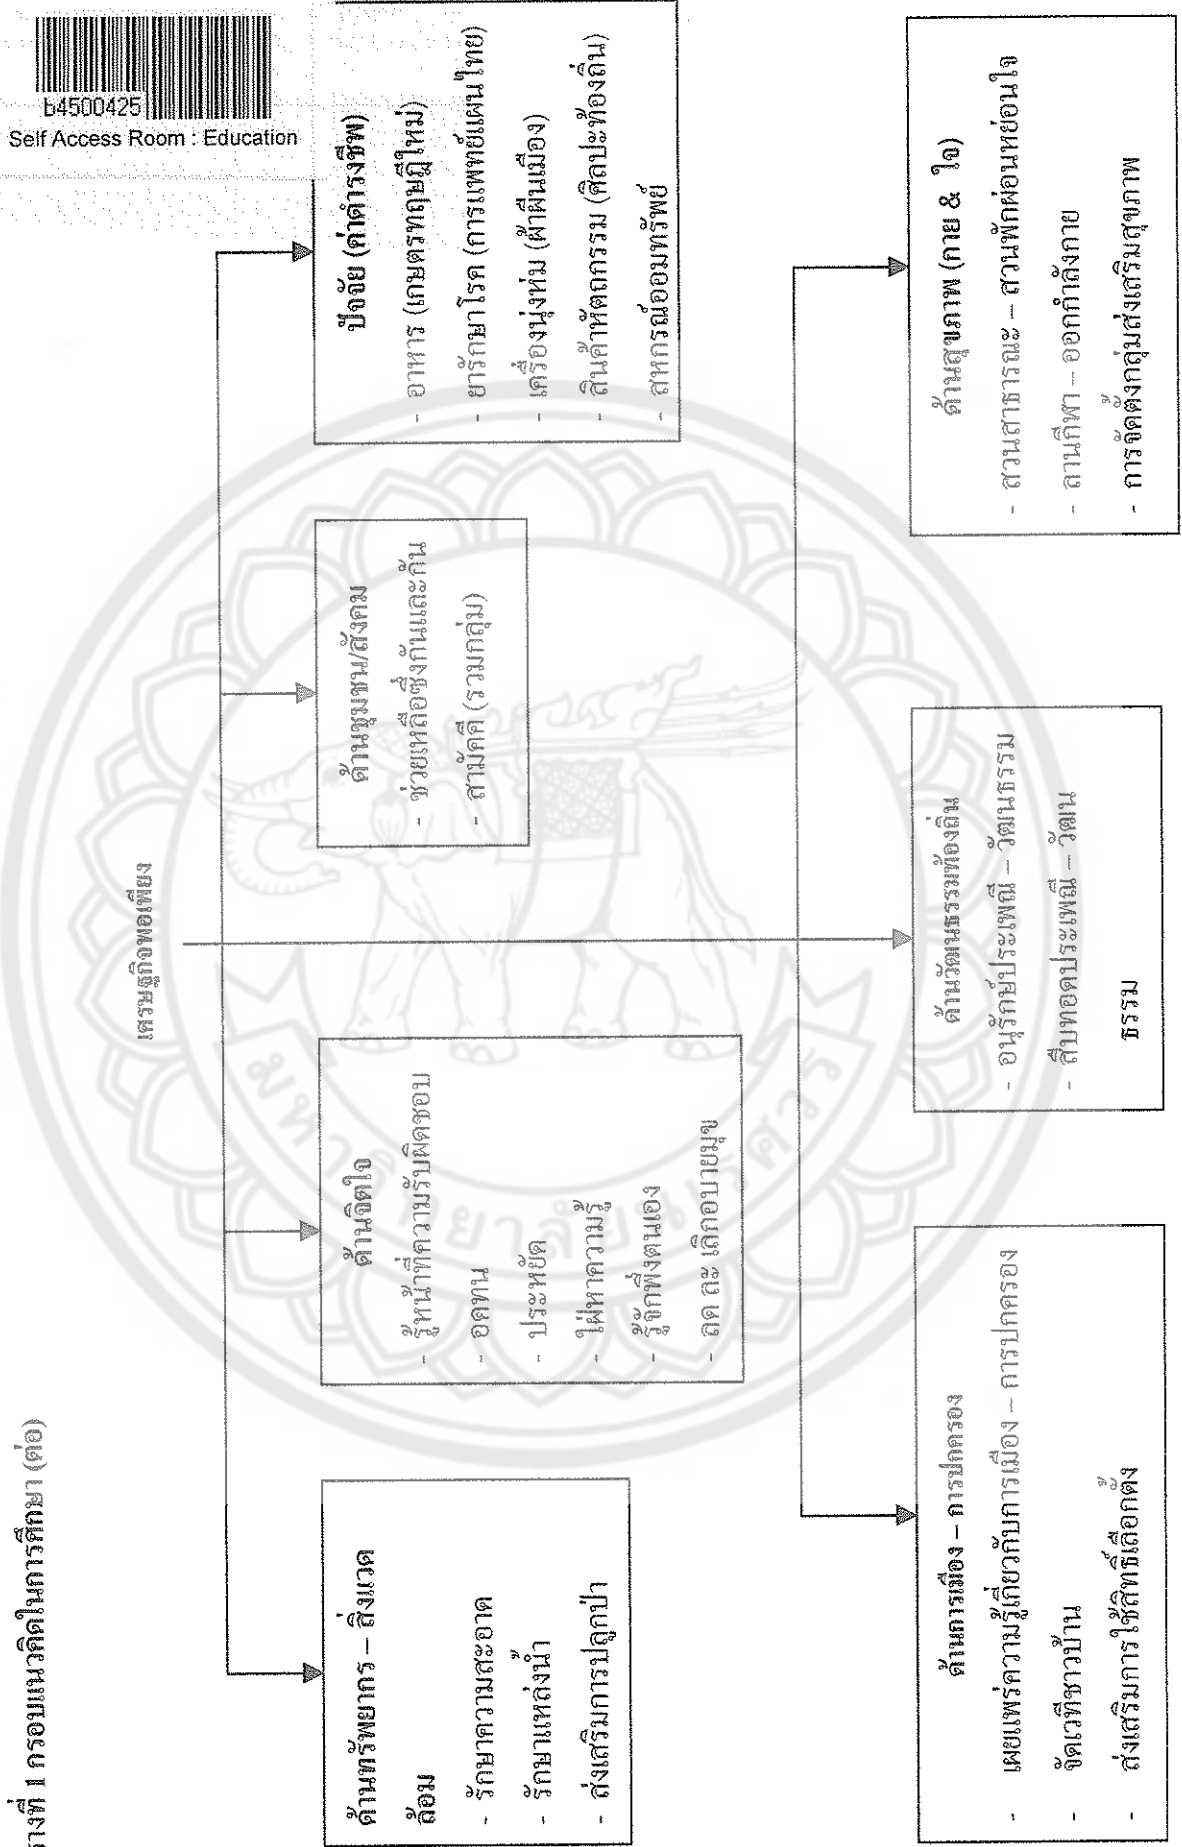 b4500425
Self Access Room : Education
างที่ 1 กรอบแนวคิดในการศึกษา (ต่อ)
เศรษฐกิจพอเพียง
ด้านทรัพยากร – สิ่งแวด
ล้อม
- รักษาความสะอาด
- รักษาแหล่งน้ำ
- ส่งเสริมการปลูกป่า
ด้านจิตใจ
- รู้หน้าที่ความรับผิดชอบ
- อดทน
- ประหยัด
- ใฝ่หาความรู้
- รู้จักพึ่งตนเอง
- ลด ละ เลิกอบายมุข
ด้านชุมชน/สังคม
- ช่วยเหลือซึ่งกันและกัน
- สามัคคี (รวมกลุ่ม)
ปัจจัย (ค่าดำรงชีพ)
- อาหาร (เกษตรทฤษฎีใหม่)
- ยารักษาโรค (การแพทย์แผนไทย)
- เครื่องนุ่งห่ม (ผ้าผืนเมือง)
- สินค้าหัตถกรรม (ศิลปะท้องถิ่น)
- สหกรณ์ออมทรัพย์
ด้านการเมือง – การปกครอง
- เผยแพร่ความรู้เกี่ยวกับการเมือง – การปกครอง
- จัดเวทีชาวบ้าน
- ส่งเสริมการใช้สิทธิ์เลือกตั้ง
ด้านวัฒนธรรมท้องถิ่น
- อนุรักษ์ประเพณี – วัฒนธรรม
- สืบทอดประเพณี – วัฒน
ธรรม
ด้านสุขภาพ (กาย & ใจ)
- สวนสาธารณะ – สวนพักผ่อนหย่อนใจ
- ลานกีฬา – ออกกำลังกาย
- การจัดตั้งกลุ่มส่งเสริมสุขภาพ